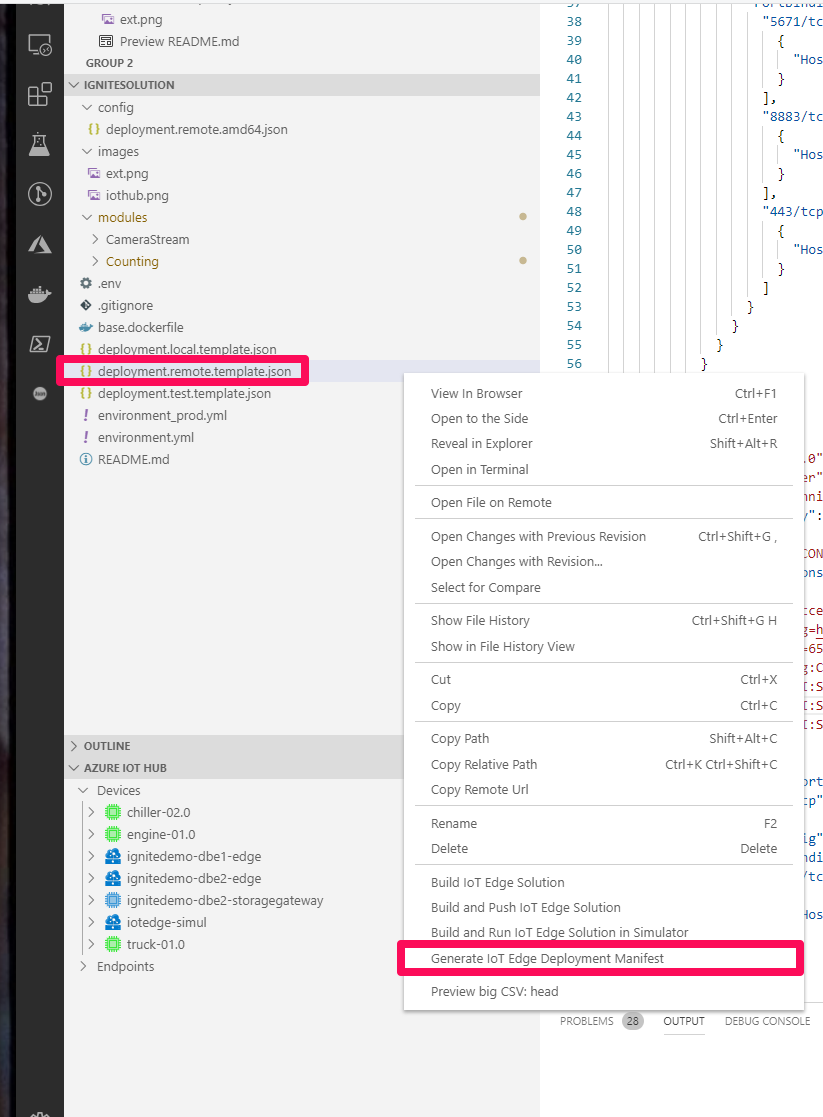 ext.png
Preview README.md
GROUP 2
IGNITESOLUTION
config
{} deployment.remote.amd64.json
images
ext.png
iothub.png
modules
CameraStream
Counting
.env
.gitignore
base.dockerfile
{} deployment.local.template.json
{} deployment.remote.template.json
{} deployment.test.template.json
! environment_prod.yml
! environment.yml
README.md
OUTLINE
AZURE IOT HUB
Devices
chiller-02.0
engine-01.0
ignitedemo-dbe1-edge
ignitedemo-dbe2-edge
ignitedemo-dbe2-storagegateway
iotedge-simul
truck-01.0
Endpoints
38 "5671/tc
39 {
40 "Hos
41 }
42 ],
43 "8883/tc
44 {
45 "Hos
46 }
47 ],
48 "443/tcp
49 {
50 "Hos
51 }
52 ]
53 }
54 }
55 }
56 }
View In Browser Ctrl+F1
Open to the Side Ctrl+Enter
Reveal in Explorer Shift+Alt+R
Open in Terminal
Open File on Remote
Open Changes with Previous Revision Ctrl+Shift+G ,
Open Changes with Revision...
Select for Compare
Show File History Ctrl+Shift+G H
Show in File History View
Cut Ctrl+X
Copy Ctrl+C
Copy Path Shift+Alt+C
Copy Relative Path Ctrl+K Ctrl+Shift+C
Copy Remote Url
Rename F2
Delete Delete
Build IoT Edge Solution
Build and Push IoT Edge Solution
Build and Run IoT Edge Solution in Simulator
Generate IoT Edge Deployment Manifest
Preview big CSV: head
PROBLEMS 28 OUTPUT DEBUG CONSOLE